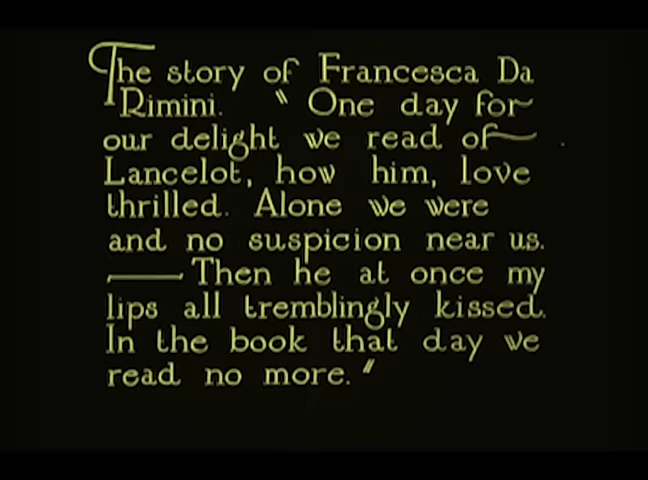 The story of Francesca Da
Rimini. " One day for
our delight we read of
Lancelot, how him, love
thrilled. Alone we were
and no suspicion near us.
—— Then he at once my
lips all tremblingly kissed.
In the book that day we
read no more."